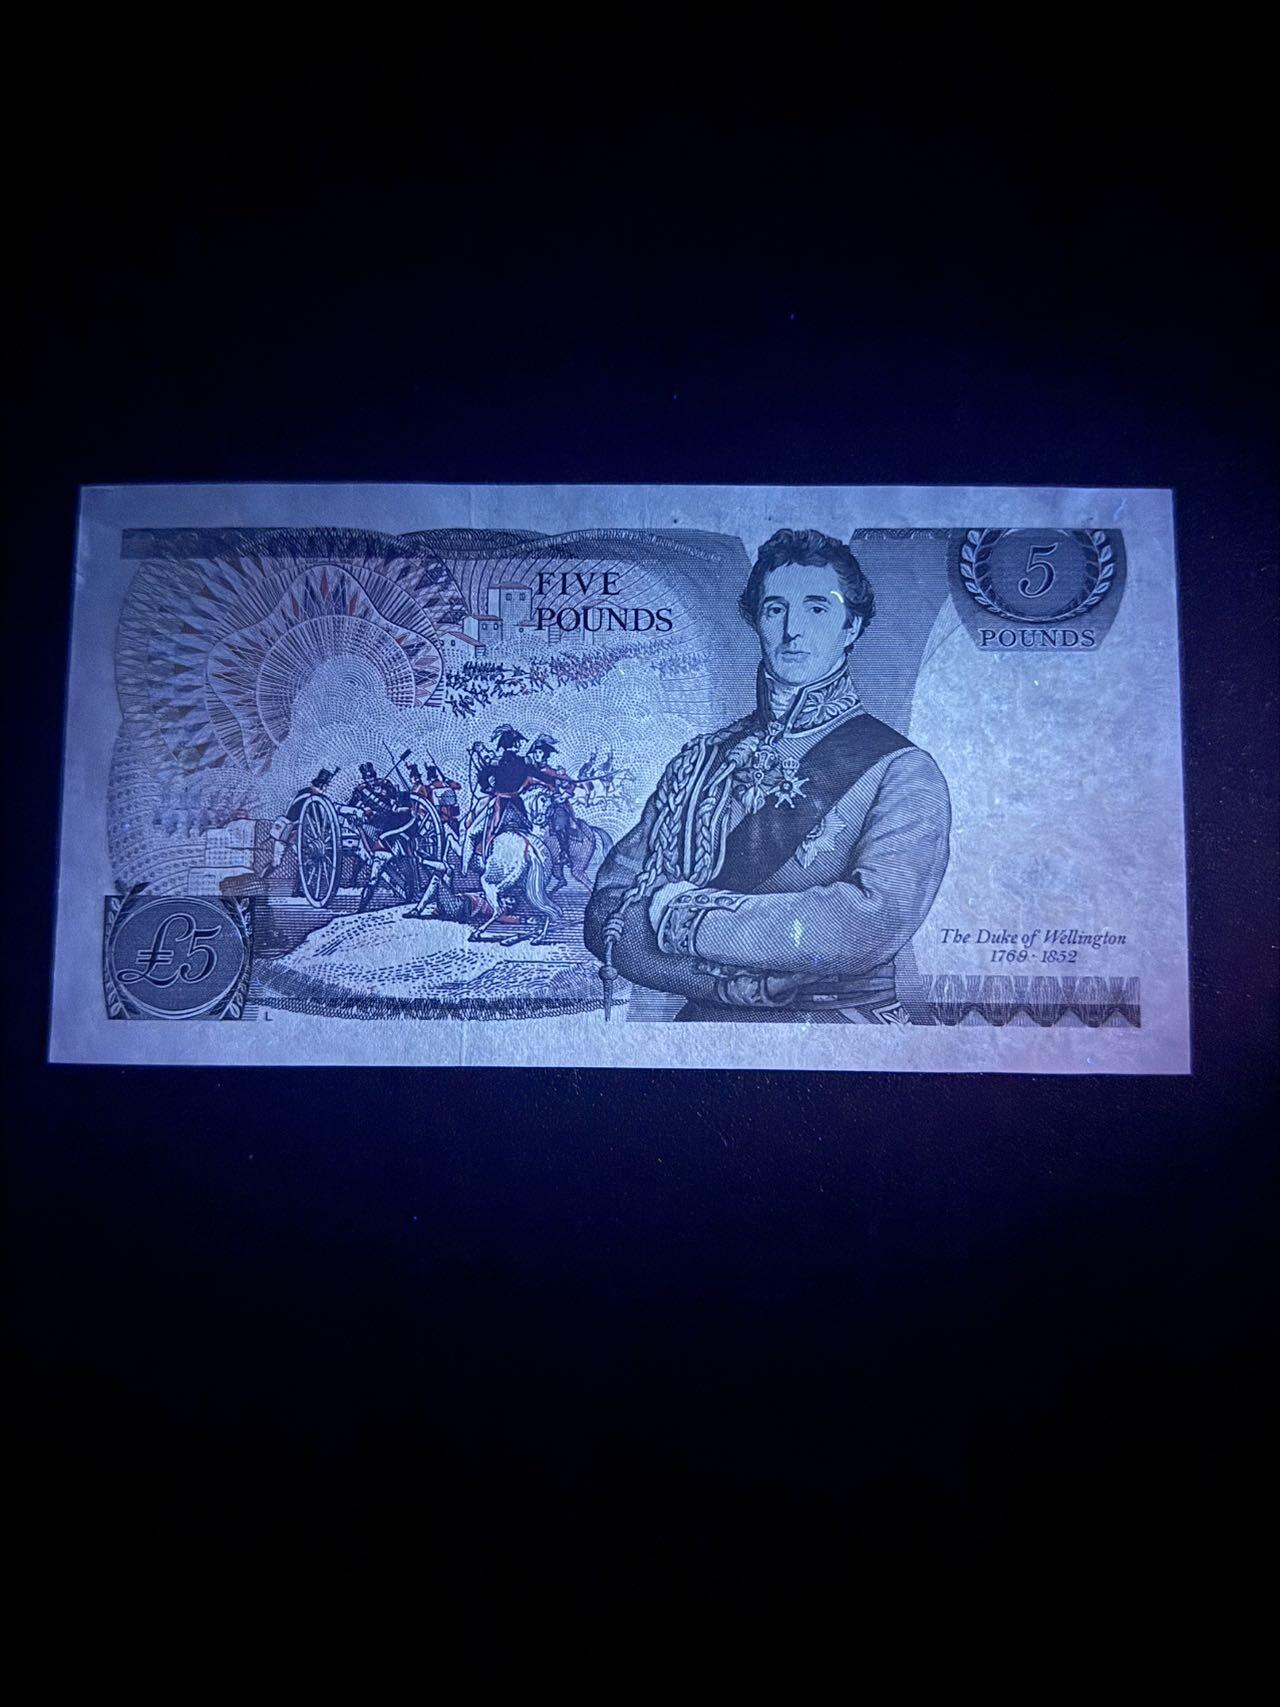 FIVE
POUNDS
5
POUNDS
£5
L
The Duke of Wellington
1769 · 1852